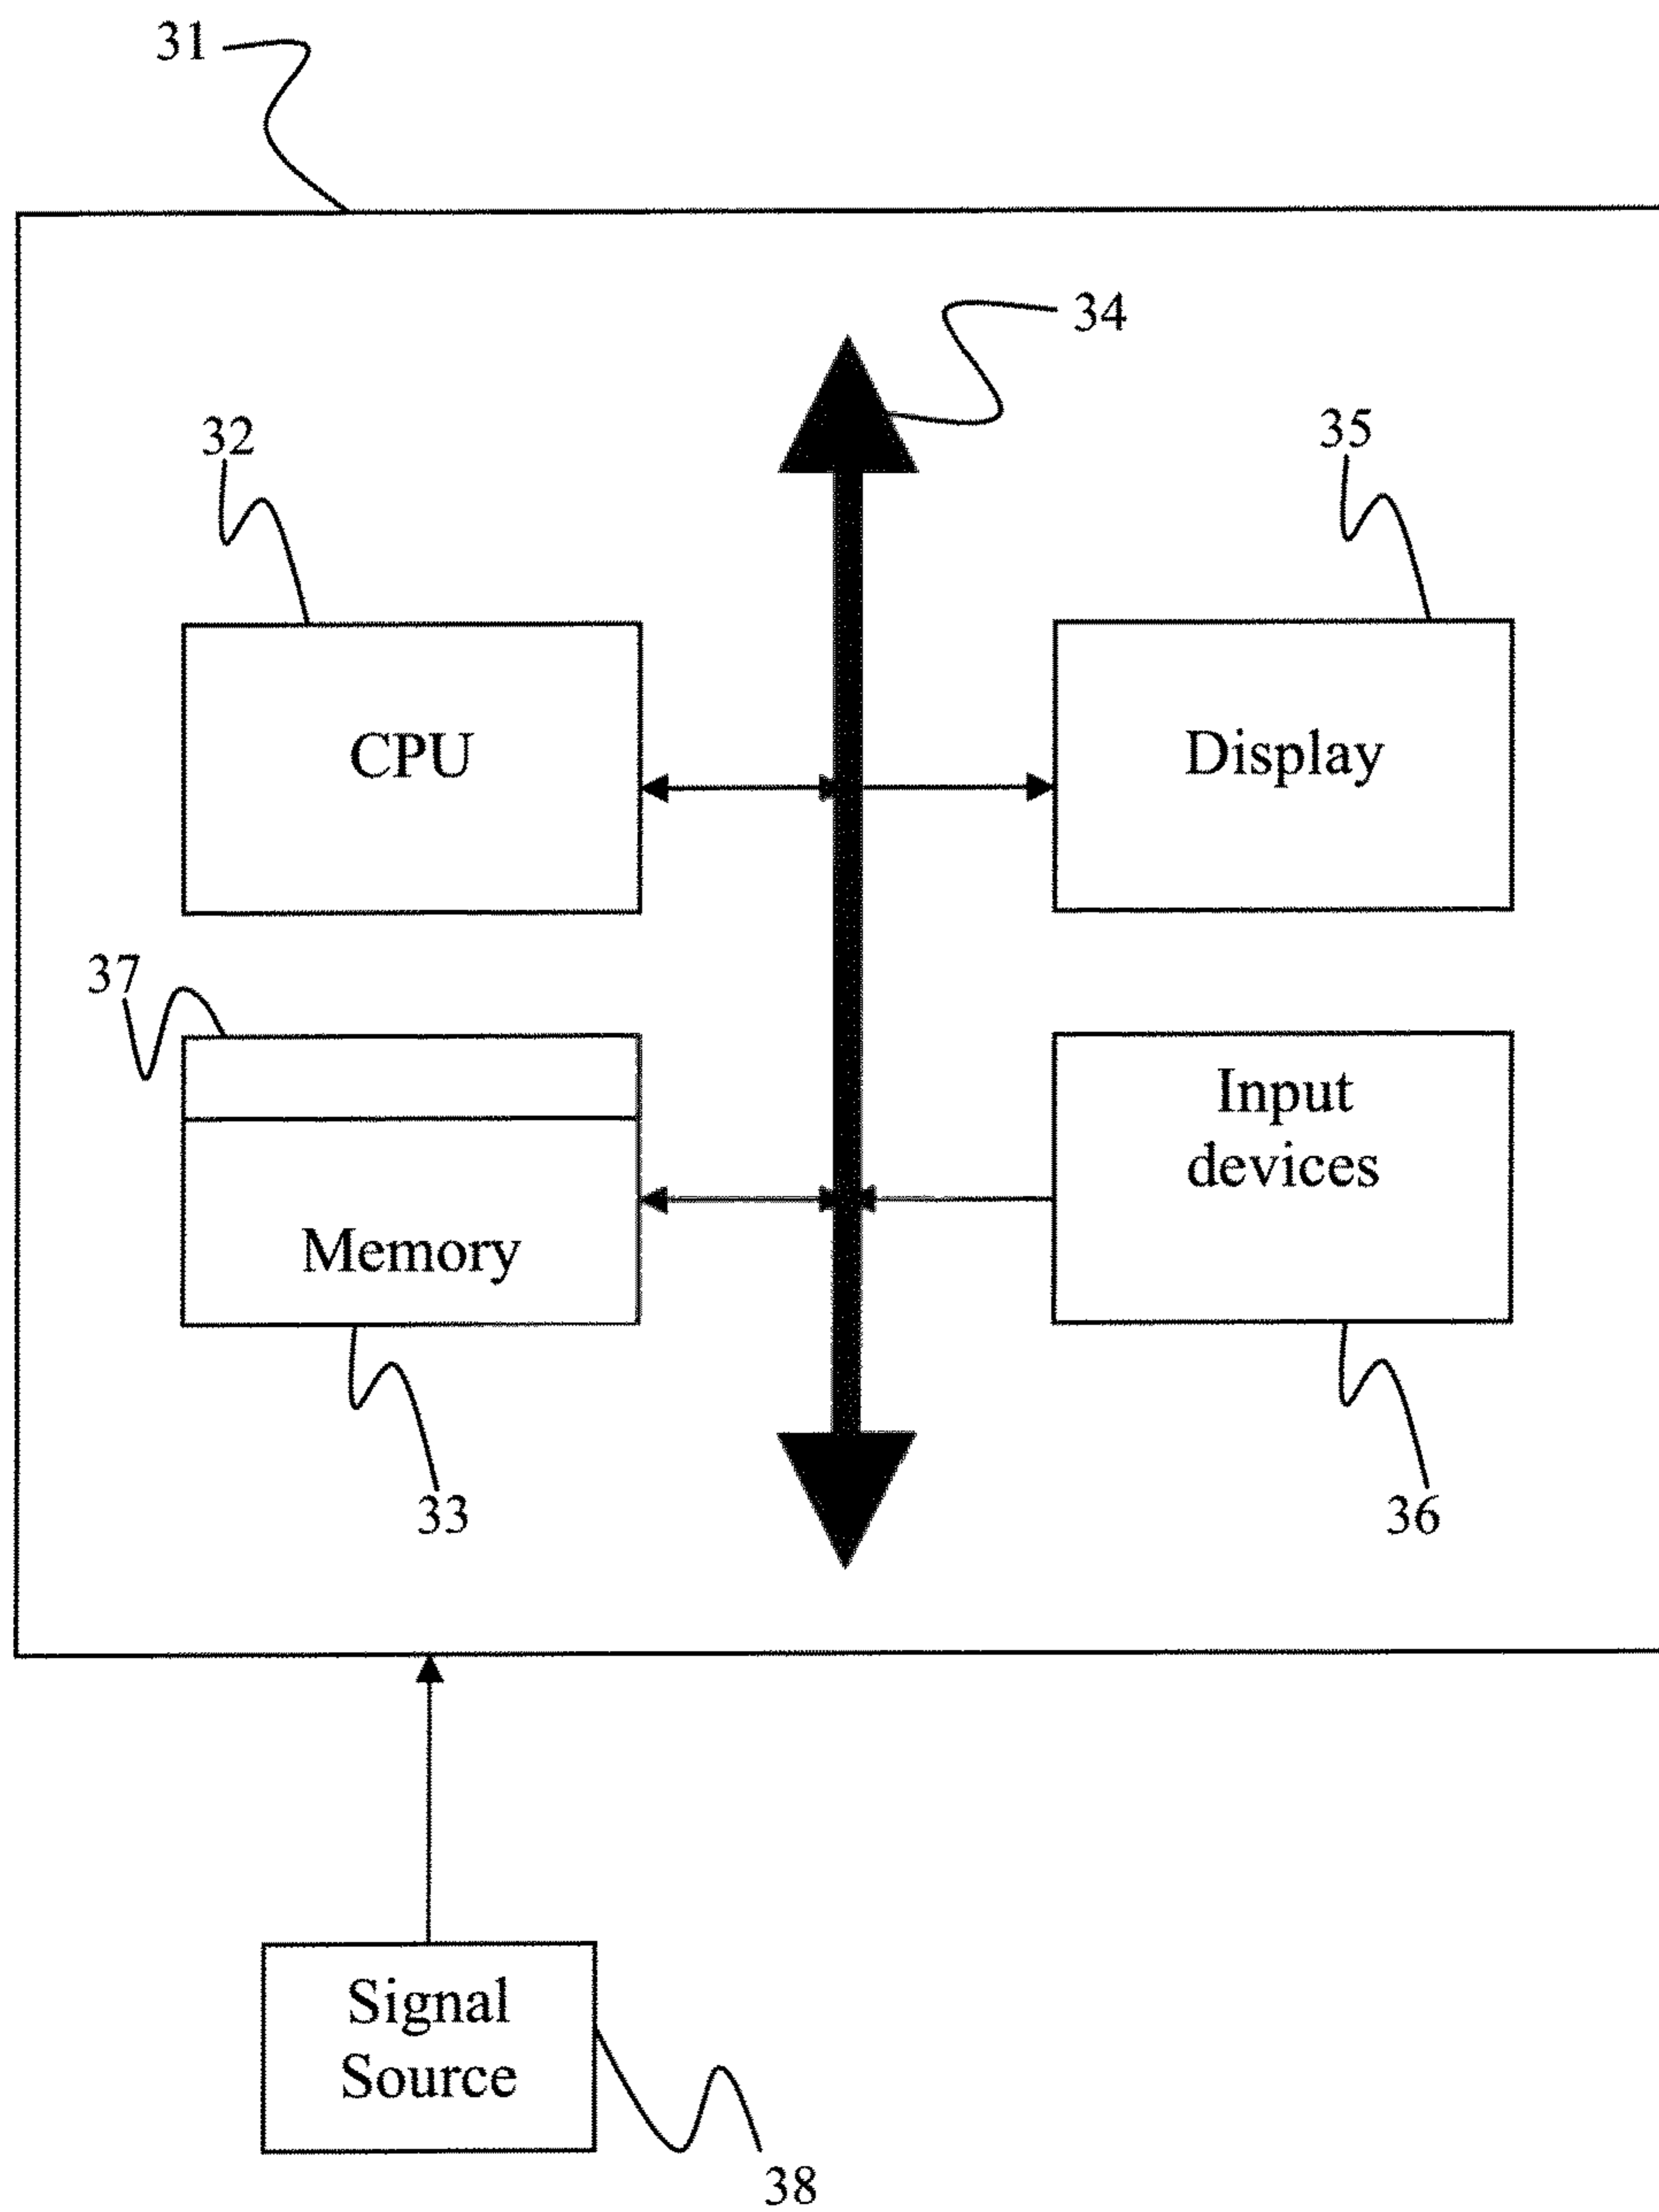 31
34
32
35
CPU
Display
37
Input
devices
Memory
33
36
Signal
Source
38